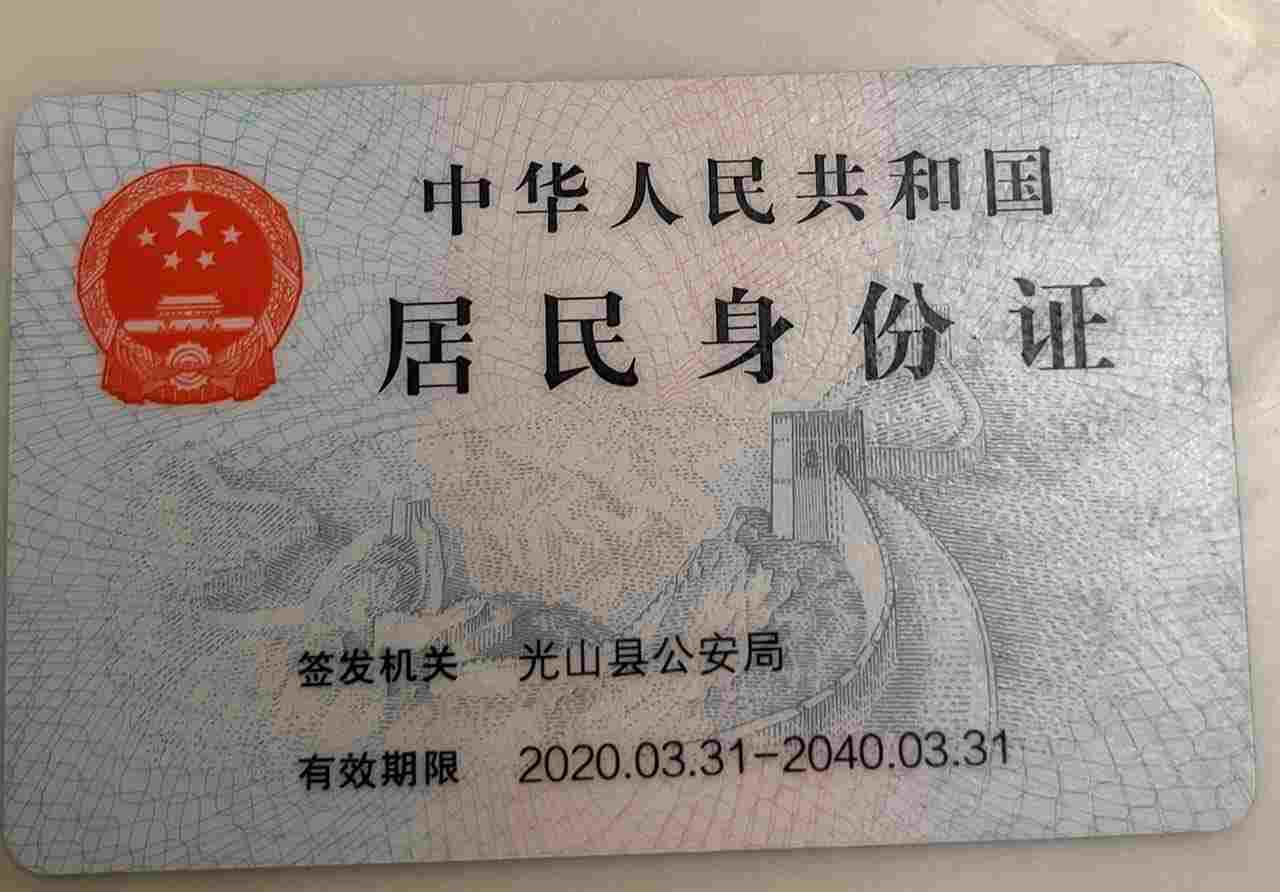 中华人民共和国
居民身份证
签发机关 光山县公安局
有效期限 2020.03.31-2040.03.31